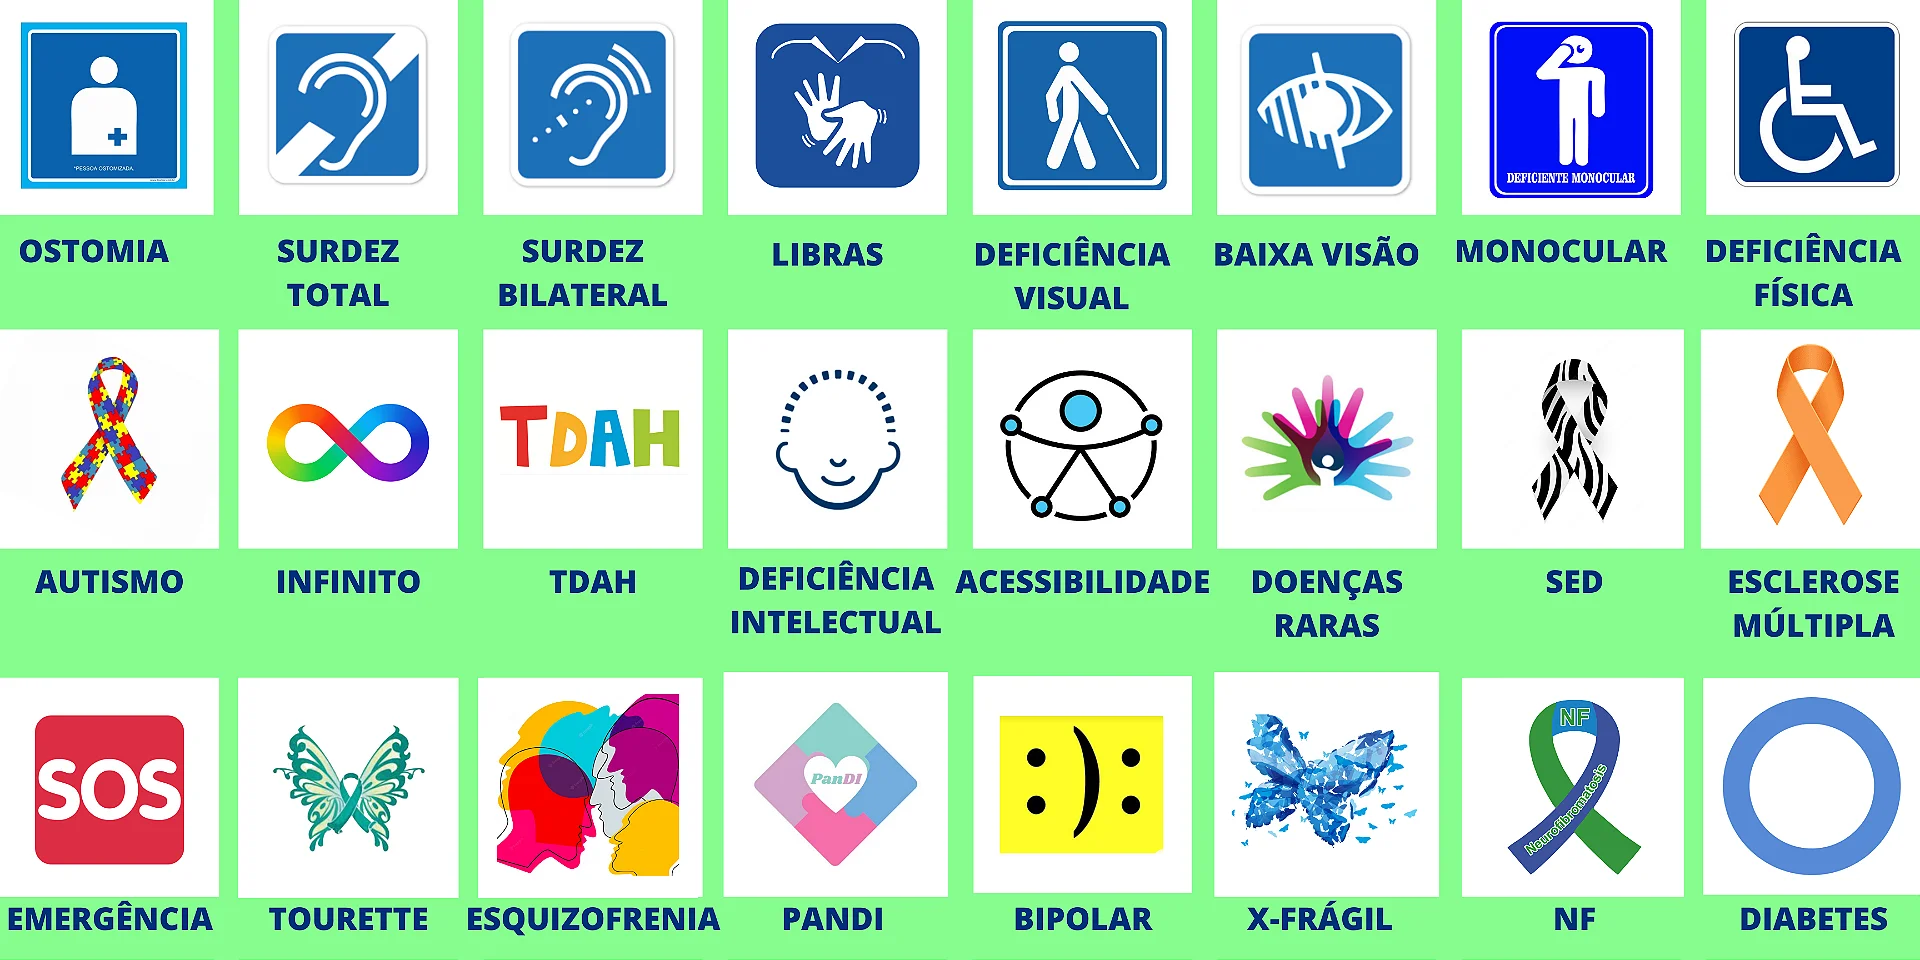 *PESSOA OSTOMIZADA.
DEFICIENTE MONOCULAR
OSTOMIA
SURDEZ
TOTAL
SURDEZ
BILATERAL
LIBRAS
DEFICIÊNCIA
VISUAL
BAIXA VISÃO
MONOCULAR
DEFICIÊNCIA
FÍSICA
TDAH
AUTISMO
INFINITO
TDAH
DEFICIÊNCIA
INTELECTUAL
ACESSIBILIDADE
DOENÇAS
RARAS
SED
ESCLEROSE
MÚLTIPLA
SOS
PanDI
:):
NF
Neurofibromatosis
EMERGÊNCIA
TOURETTE
ESQUIZOFRENIA
PANDI
BIPOLAR
X-FRÁGIL
NF
DIABETES